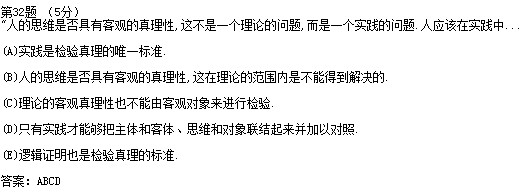 第32题 （5分）
“人的思维是否具有客观的真理性,这不是一个理论的问题,而是一个实践的问题.人应该在实践中...
(A)实践是检验真理的唯一标准.
(B)人的思维是否具有客观的真理性,这在理论的范围内是不能得到解决的.
(C)理论的客观真理性也不能由客观对象来进行检验.
(D)只有实践才能够把主体和客体、思维和对象联结起来并加以对照.
(E)逻辑证明也是检验真理的标准.
答案：ABCD